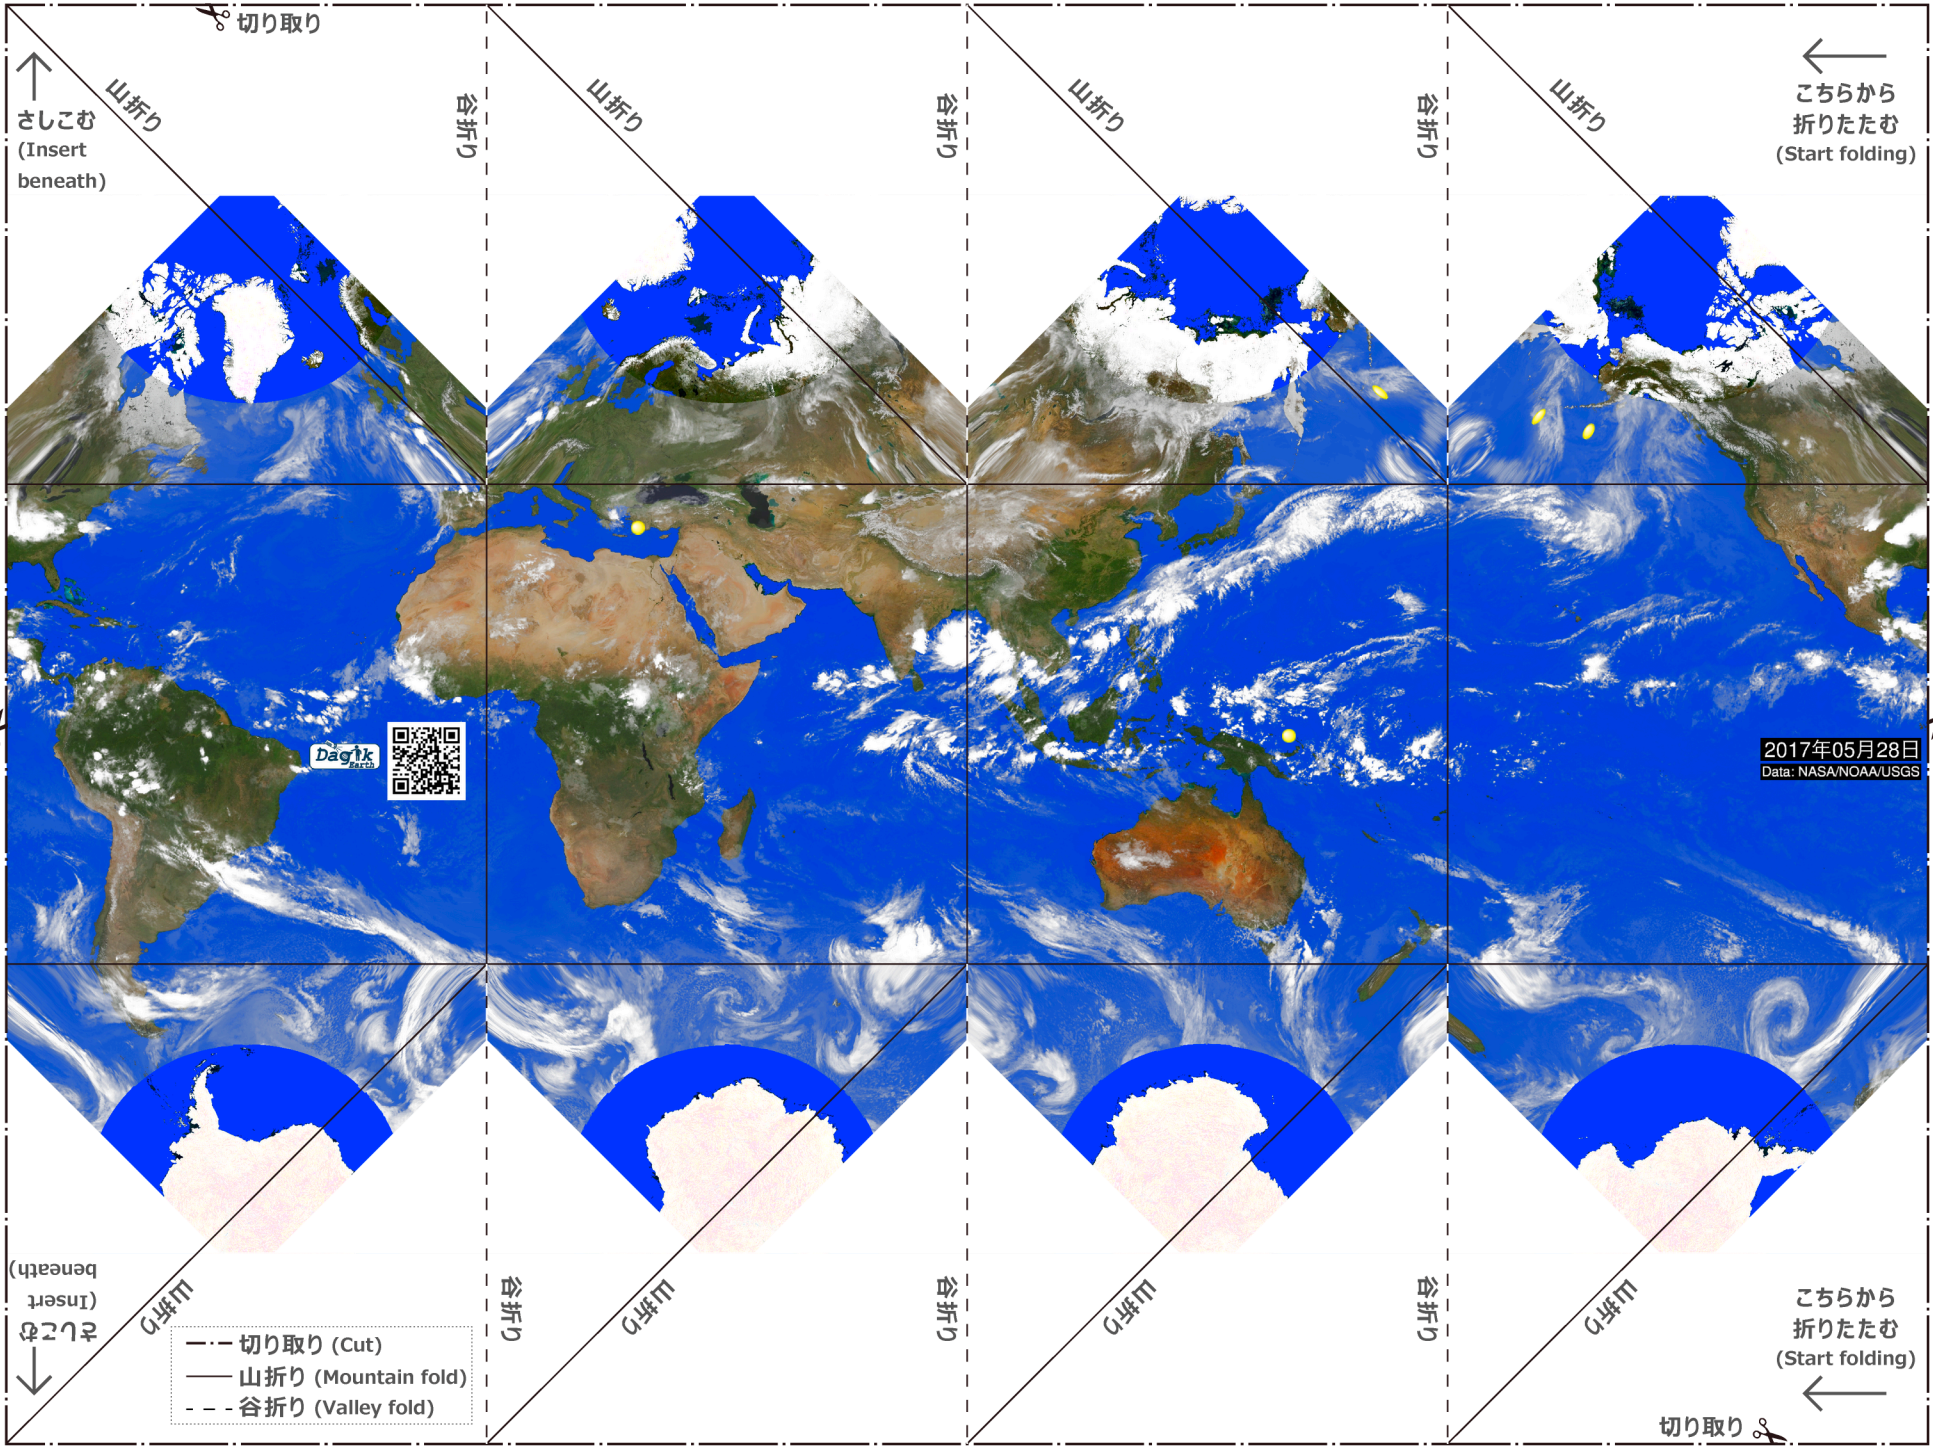 切り取り
さしこむ
(Insert
beneath)
山折り
谷折り
山折り
谷折り
山折り
谷折り
山折り
こちらから
折りたたむ
(Start folding)
Dagik
Earth
2017年05月28日
Data: NASA/NOAA/USGS
さしこむ
(Insert
beneath)
山折り
谷折り
山折り
谷折り
山折り
谷折り
山折り
こちらから
折りたたむ
(Start folding)
切り取り (Cut)
山折り (Mountain fold)
谷折り (Valley fold)
切り取り